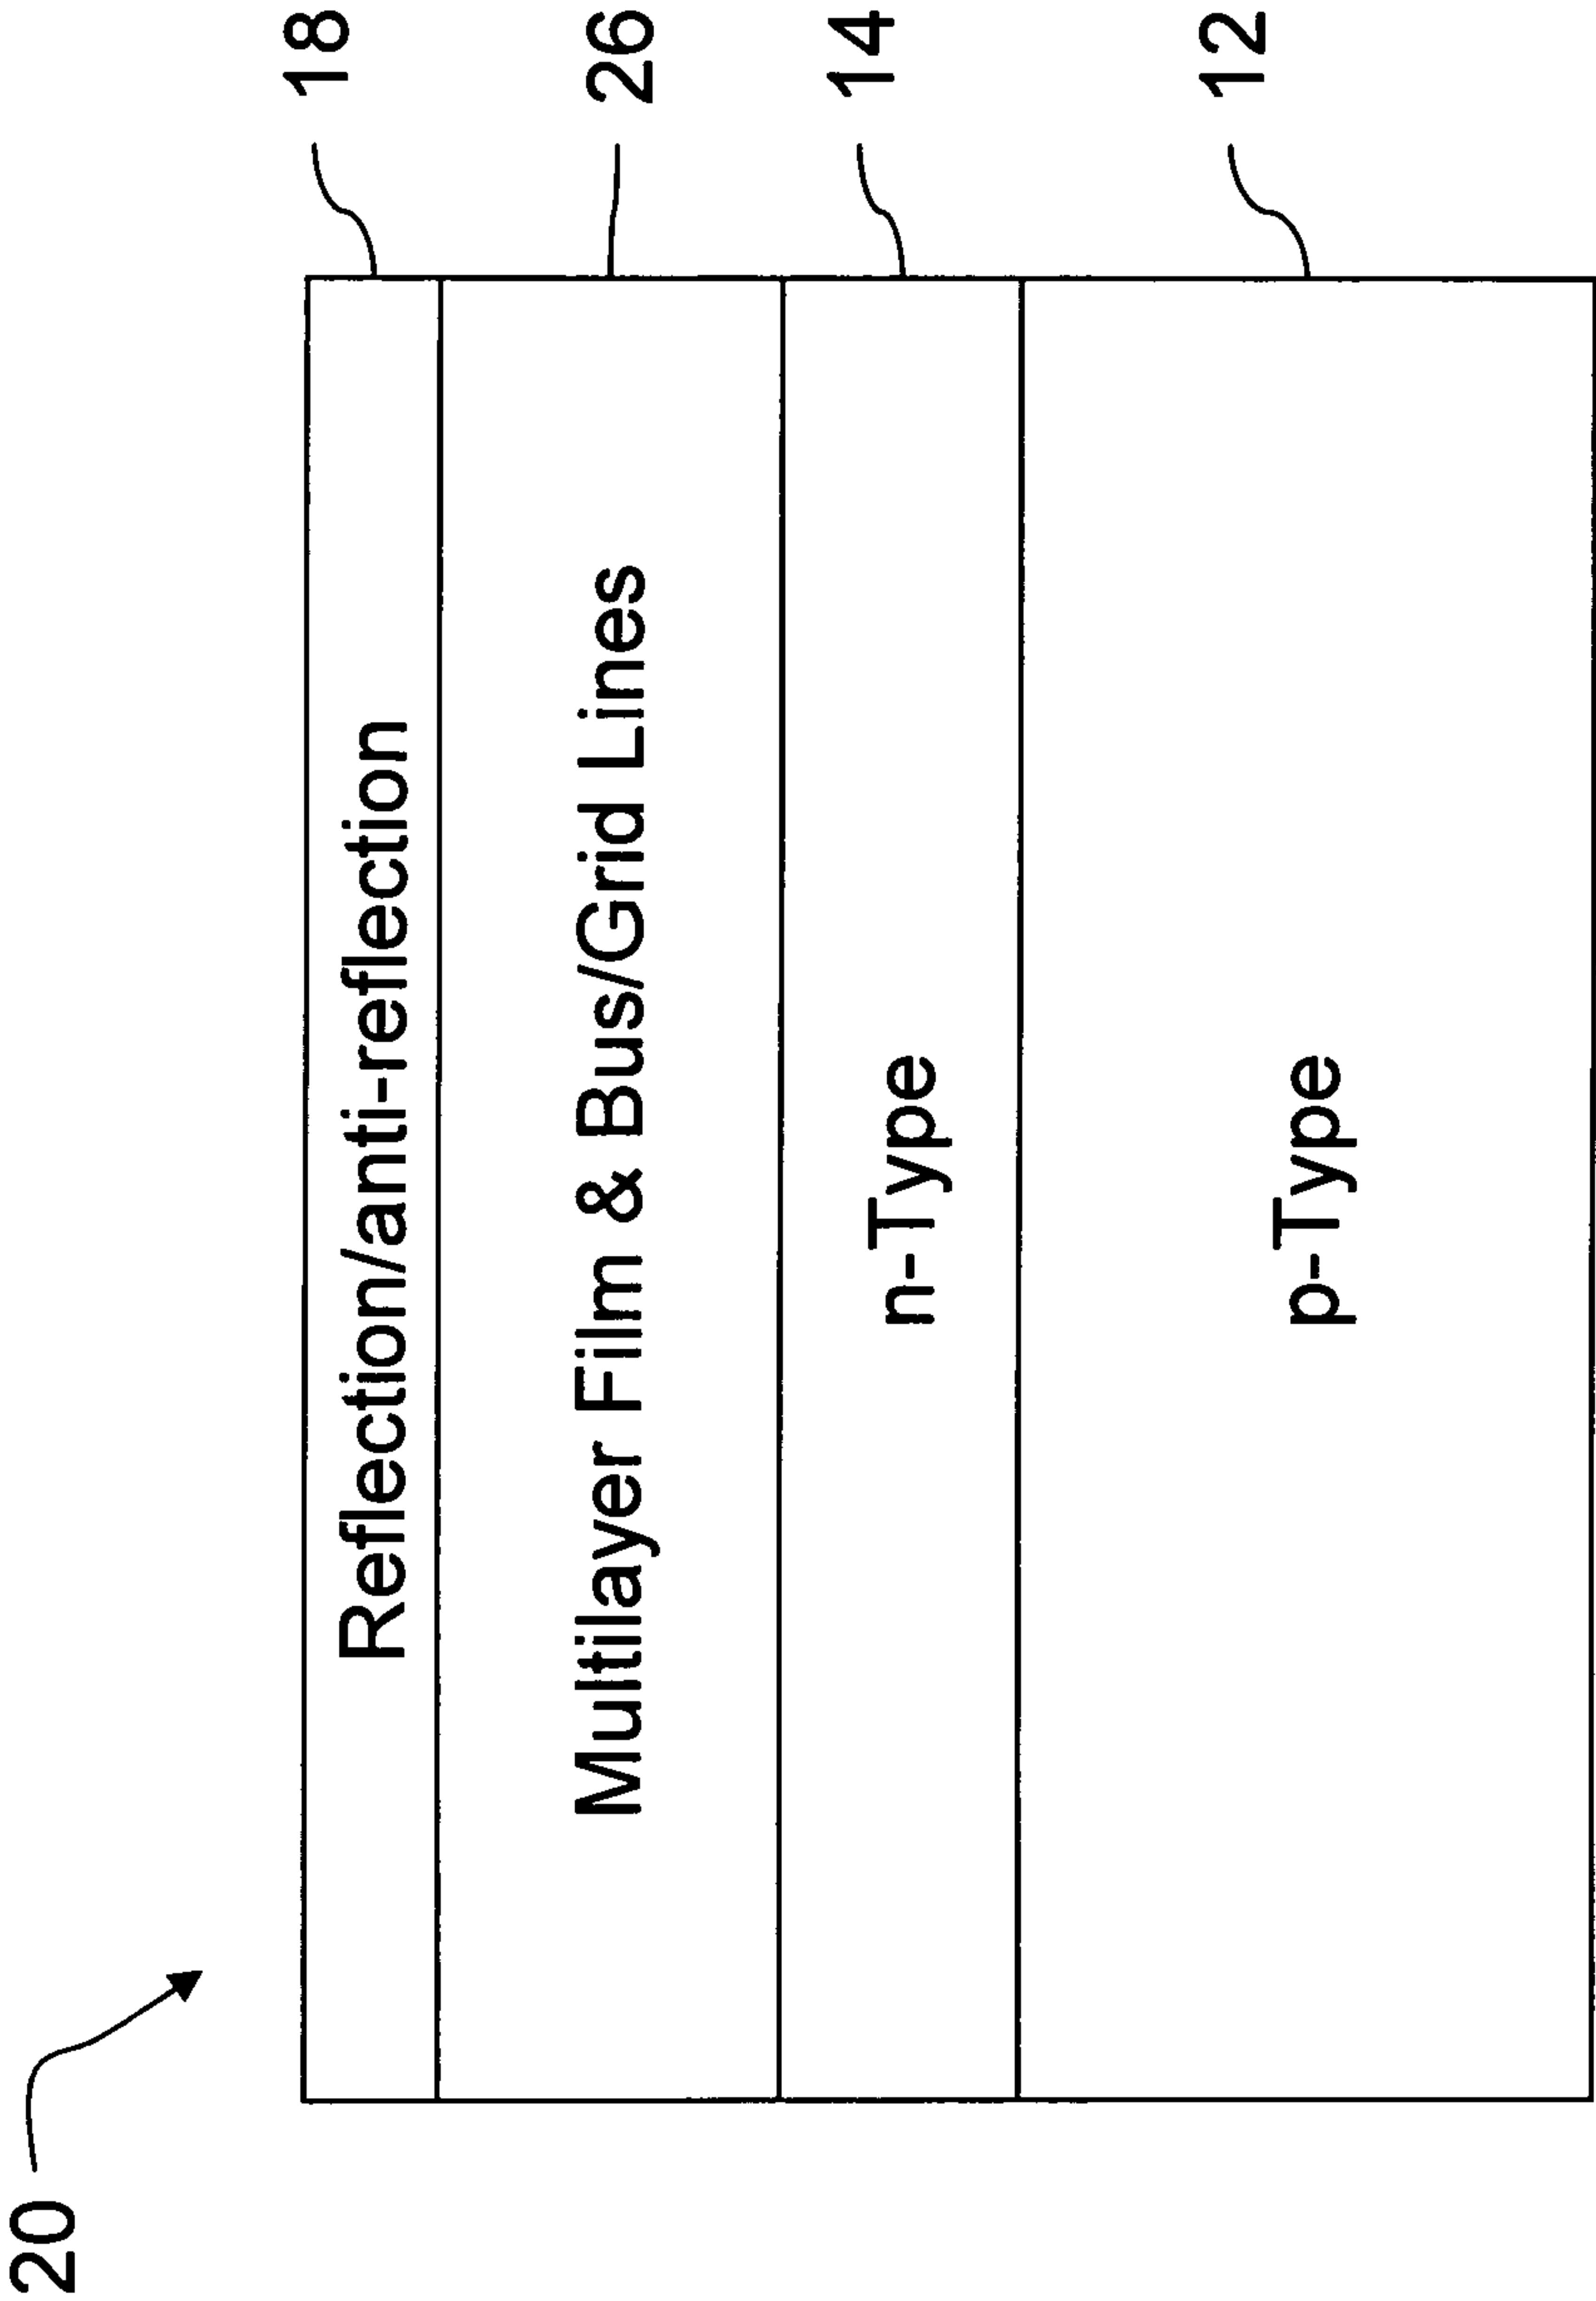 20
Reflection/anti-reflection
18
Multilayer Film & Bus/Grid Lines
26
n-Type
14
p-Type
12